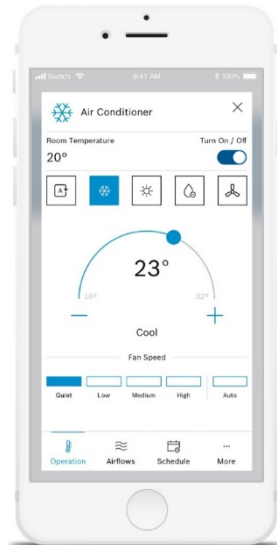 Sketch 9:41 AM 100%
Air Conditioner
Room Temperature Turn On / Off
20°
A
23°
16° 32°
Cool
Fan Speed
Quiet Low Medium High Auto
Operation Airflows Schedule More